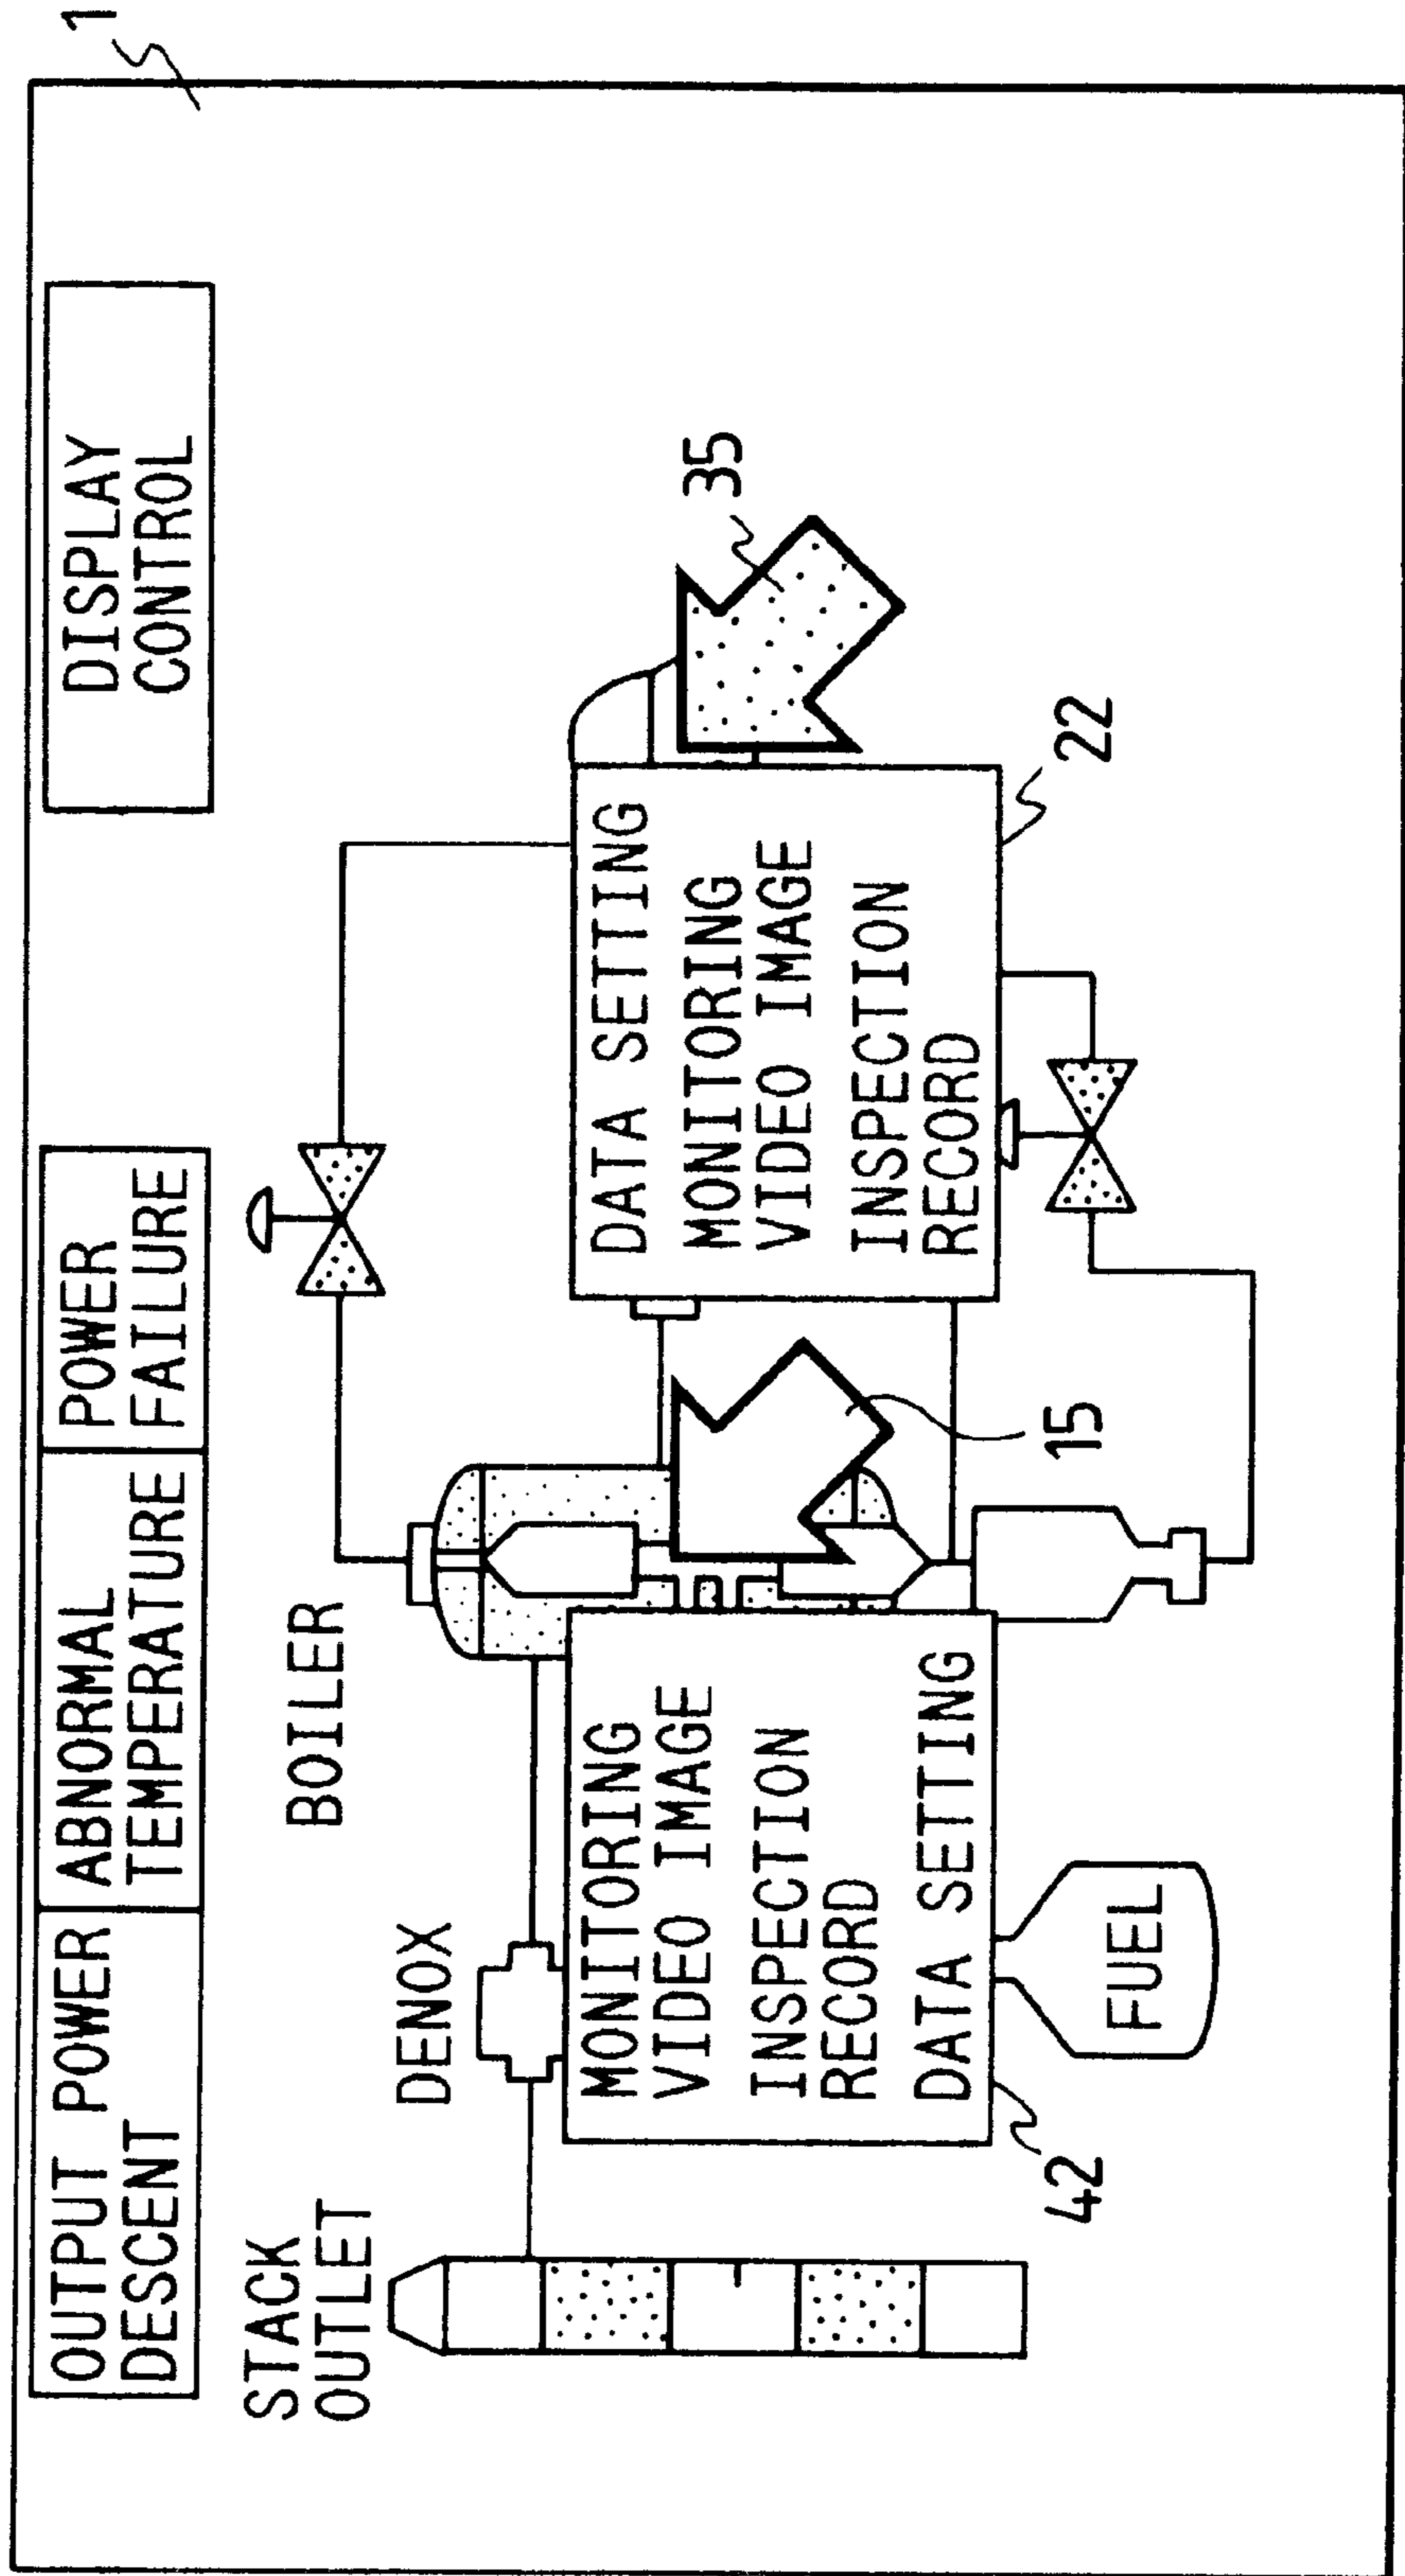 1
OUTPUT POWER
DESCENT
ABNORMAL
TEMPERATURE
POWER
FAILURE
DISPLAY
CONTROL
STACK
OUTLET
DENOX
BOILER
MONITORING
VIDEO IMAGE
INSPECTION
RECORD
DATA SETTING
42
FUEL
15
DATA SETTING
MONITORING
VIDEO IMAGE
INSPECTION
RECORD
22
35